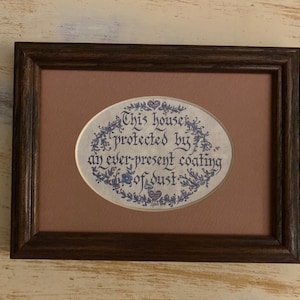 This house
protected by
an ever-present coating
of dust